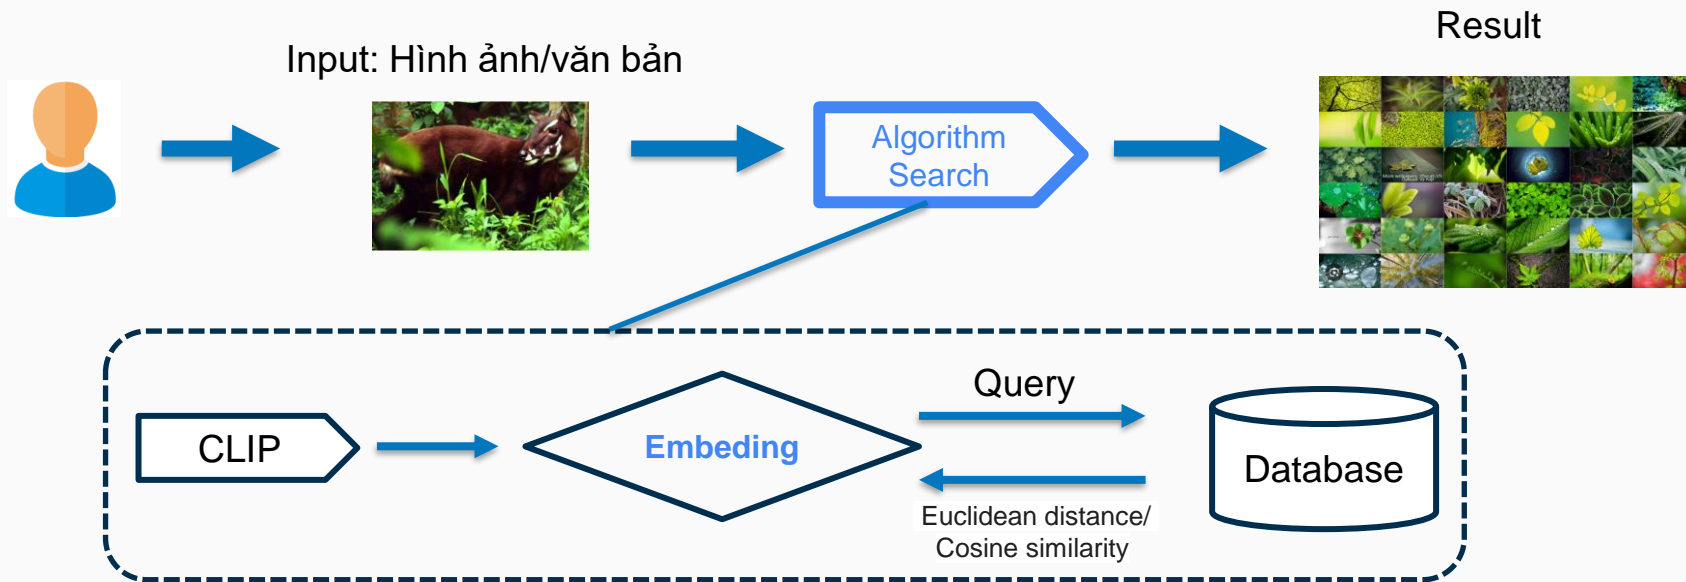 Result
Input: Hình ảnh/văn bản
Algorithm
Search
Query
CLIP
Embeding
Database
Euclidean distance/
Cosine similarity